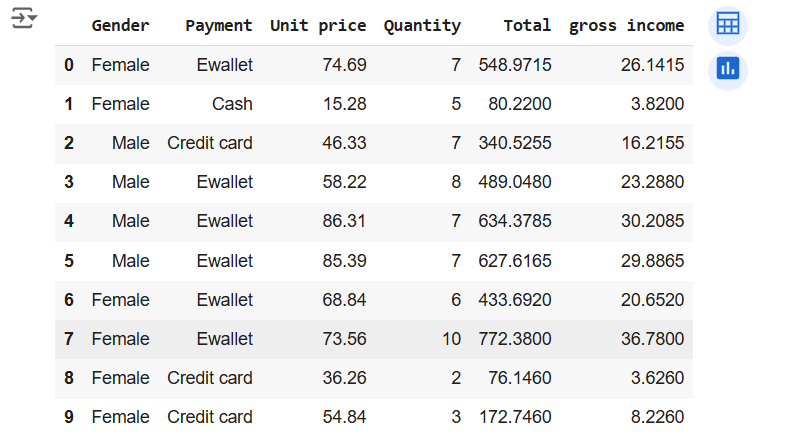 Gender Payment Unit price Quantity Total gross income
0 Female Ewallet 74.69 7 548.9715 26.1415
1 Female Cash 15.28 5 80.2200 3.8200
2 Male Credit card 46.33 7 340.5255 16.2155
3 Male Ewallet 58.22 8 489.0480 23.2880
4 Male Ewallet 86.31 7 634.3785 30.2085
5 Male Ewallet 85.39 7 627.6165 29.8865
6 Female Ewallet 68.84 6 433.6920 20.6520
7 Female Ewallet 73.56 10 772.3800 36.7800
8 Female Credit card 36.26 2 76.1460 3.6260
9 Female Credit card 54.84 3 172.7460 8.2260